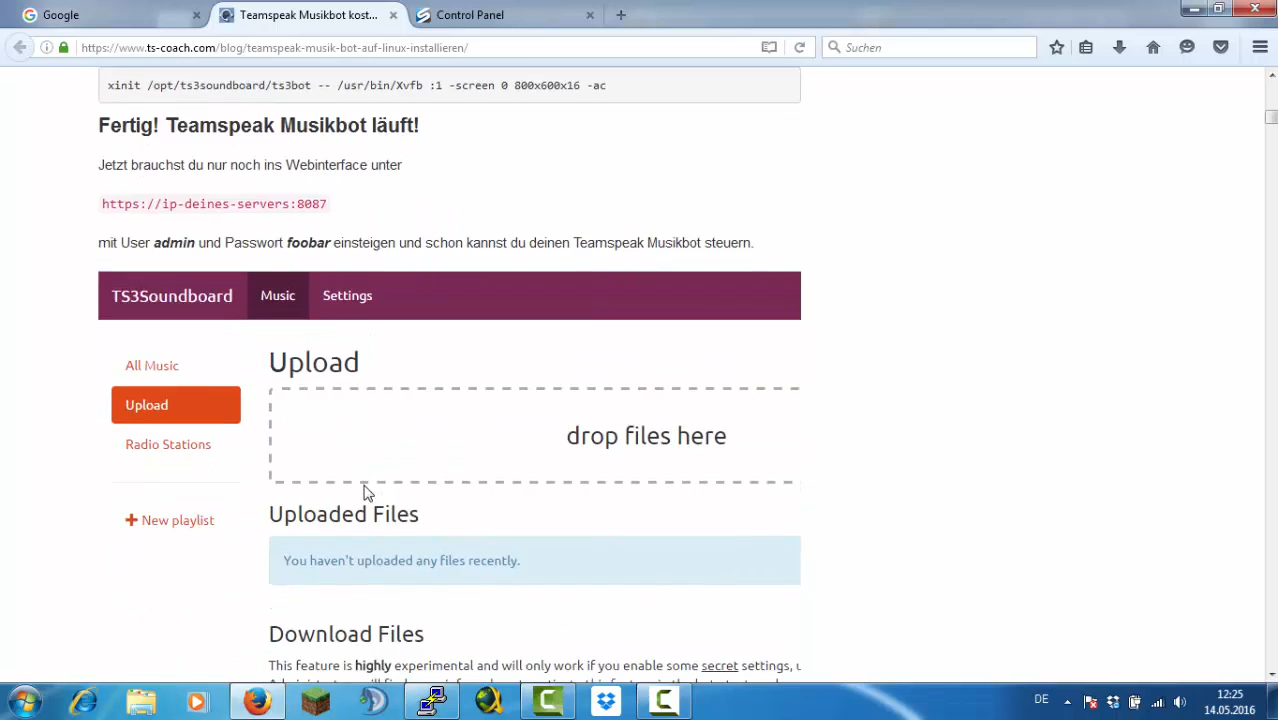 Google
Teamspeak Musikbot kost...
Control Panel
https://www.ts-coach.com/blog/teamspeak-musik-bot-auf-linux-installieren/
Suchen
xinit /opt/ts3soundboard/ts3bot -- /usr/bin/Xvfb :1 -screen 0 800x600x16 -ac
Fertig! Teamspeak Musikbot läuft!
Jetzt brauchst du nur noch ins Webinterface unter
https://ip-deines-servers:8087
mit User admin und Passwort foobar einsteigen und schon kannst du deinen Teamspeak Musikbot steuern.
TS3Soundboard Music Settings
All Music
Upload
Radio Stations
New playlist
Upload
drop files here
Uploaded Files
You haven't uploaded any files recently.
Download Files
This feature is highly experimental and will only work if you enable some secret settings, u
DE
12:25
14.05.2016